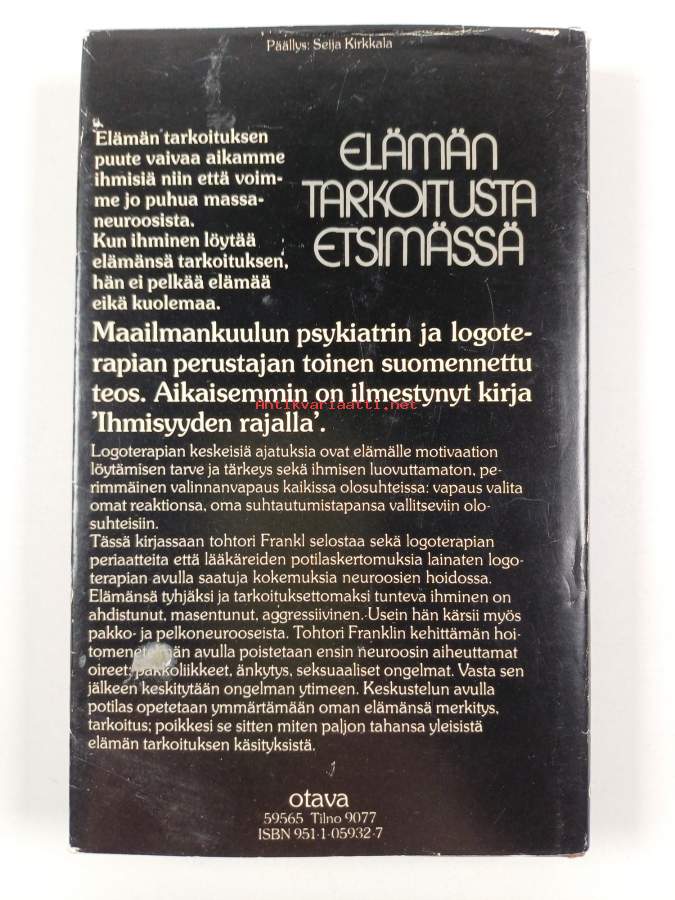 Päällys: Seija Kirkkala
Elämän tarkoituksen
puute vaivaa aikamme
ihmisiä niin että voim-
me jo puhua massa-
neuroosista.
Kun ihminen löytää
elämänsä tarkoituksen,
hän ei pelkää elämää
eikä kuolemaa.
ELÄMÄN
TARKOITUSTA
ETSIMÄSSÄ
Maailmankuulun psykiatrin ja logote-
rapian perustajan toinen suomennettu
teos. Aikaisemmin on ilmestynyt kirja
Antikvariaatti.net
'Ihmisyyden rajalla'.
Logoterapian keskeisiä ajatuksia ovat elämälle motivaation
löytämisen tarve ja tärkeys sekä ihmisen luovuttamaton, pe-
rimmäinen valinnanvapaus kaikissa olosuhteissa: vapaus valita
omat reaktionsa, oma suhtautumistapansa vallitseviin olo-
suhteisiin.
Tässä kirjassaan tohtori Frankl selostaa sekä logoterapian
periaatteita että lääkäreiden potilaskertomuksia lainaten logo-
terapian avulla saatuja kokemuksia neuroosien hoidossa.
Elämänsä tyhjäksi ja tarkoituksettomaksi tunteva ihminen on
ahdistunut, masentunut, aggressiivinen. Usein hän kärsii myös
pakko- ja pelkoneurooseista. Tohtori Franklin kehittämän hoi-
tomenetelmän avulla poistetaan ensin neuroosin aiheuttamat
oireet; pakkoliikkeet, änkytys, seksuaaliset ongelmat. Vasta sen
jälkeen keskitytään ongelman ytimeen. Keskustelun avulla
potilas opetetaan ymmärtämään oman elämänsä merkitys,
tarkoitus; poikkesi se sitten miten paljon tahansa yleisistä
elämän tarkoituksen käsityksistä.
otava
59565 Tilno 9077
ISBN 951-1-05932-7